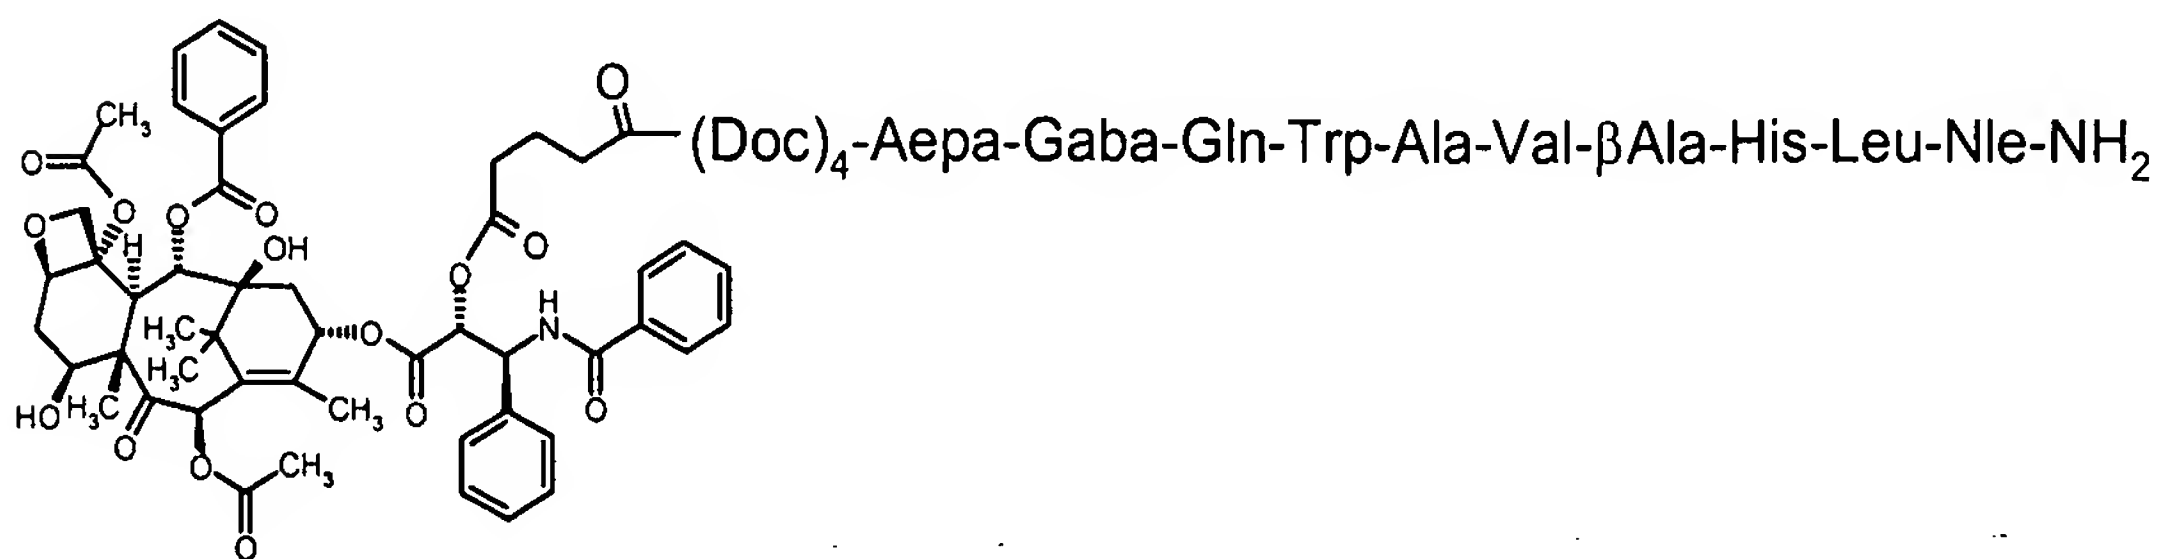 O
(Doc)₄-Aepa-Gaba-Gln-Trp-Ala-Val-βAla-His-Leu-Nle-NH₂
CH₃
O
O
O
O
O
O
H
OH
O
H
N
H₃C
H₃C
O
O
O
HO
H₃C
CH₃
O
O
CH₃
O